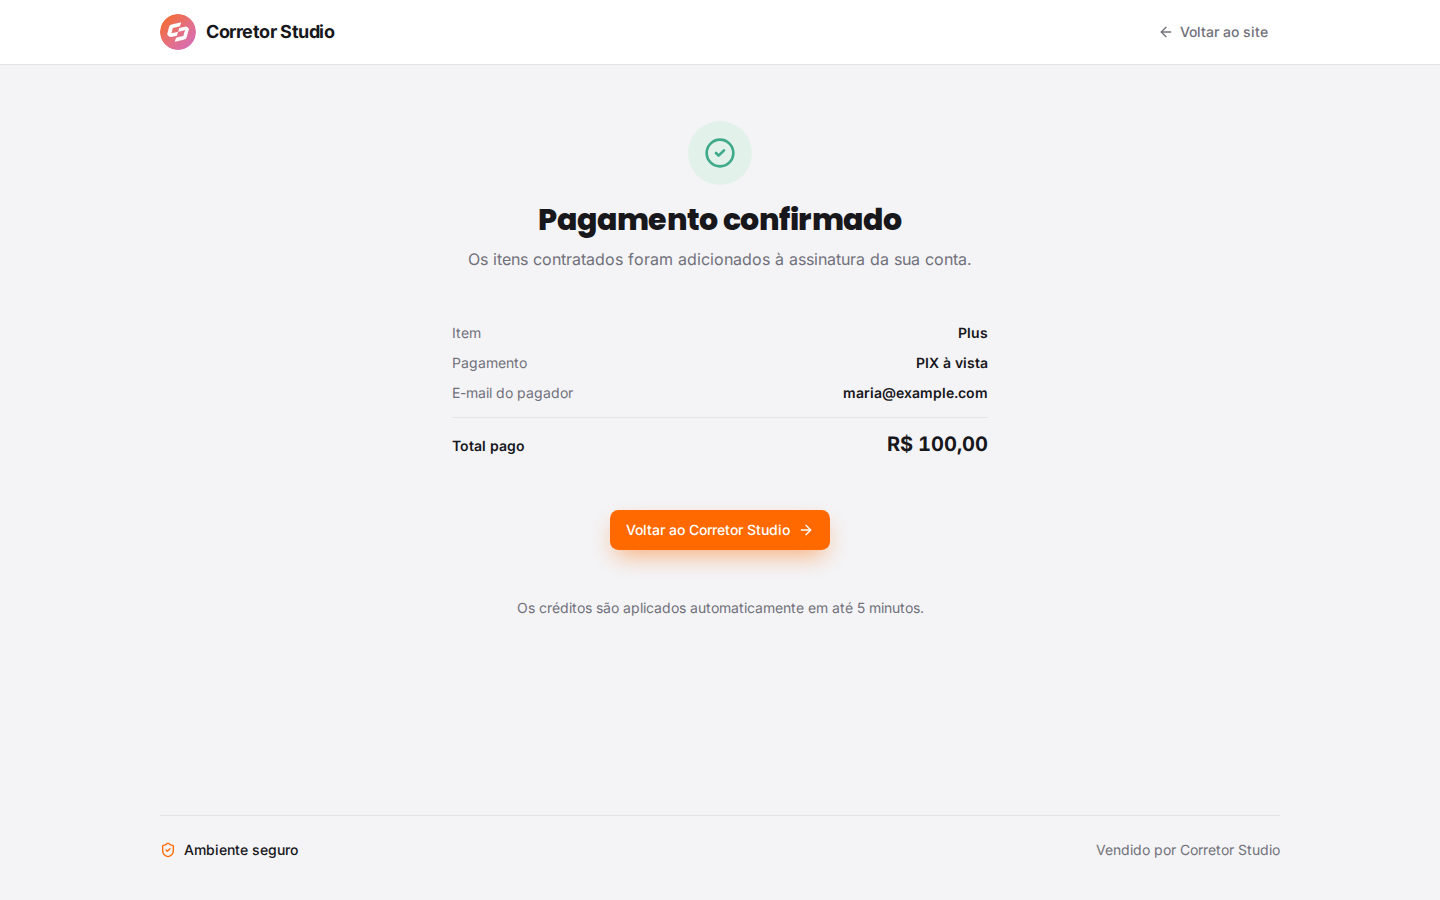 Corretor Studio
Voltar ao site
Pagamento confirmado
Os itens contratados foram adicionados à assinatura da sua conta.
Item Plus
Pagamento PIX à vista
E-mail do pagador maria@example.com
Total pago R$ 100,00
Voltar ao Corretor Studio
Os créditos são aplicados automaticamente em até 5 minutos.
Ambiente seguro
Vendido por Corretor Studio